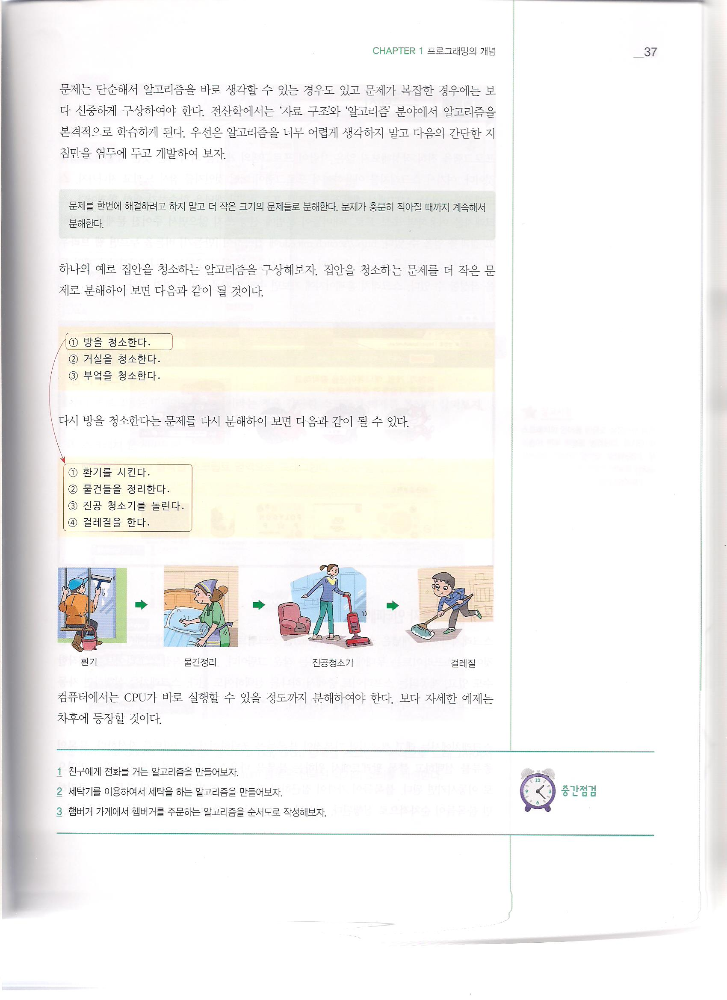 CHAPTER 1 프로그래밍의 개념
37
문제는 단순해서 알고리즘을 바로 생각할 수 있는 경우도 있고 문제가 복잡한 경우에는 보
다 신중하게 구상하여야 한다. 전산학에서는 ‘자료 구조’와 ‘알고리즘’ 분야에서 알고리즘을
본격적으로 학습하게 된다. 우선은 알고리즘을 너무 어렵게 생각하지 말고 다음의 간단한 지
침만을 염두에 두고 개발하여 보자.
문제를 한번에 해결하려고 하지 말고 더 작은 크기의 문제들로 분해한다. 문제가 충분히 작아질 때까지 계속해서
분해한다.
하나의 예로 집안을 청소하는 알고리즘을 구상해보자. 집안을 청소하는 문제를 더 작은 문
제로 분해하여 보면 다음과 같이 될 것이다.
① 방을 청소한다.
② 거실을 청소한다.
③ 부엌을 청소한다.
다시 방을 청소한다는 문제를 다시 분해하여 보면 다음과 같이 될 수 있다.
① 환기를 시킨다.
② 물건들을 정리한다.
③ 진공 청소기를 돌린다.
④ 걸레질을 한다.
환기
물건정리
진공청소기
걸레질
컴퓨터에서는 CPU가 바로 실행할 수 있을 정도까지 분해하여야 한다. 보다 자세한 예제는
차후에 등장할 것이다.
1 친구에게 전화를 거는 알고리즘을 만들어보자.
2 세탁기를 이용하여서 세탁을 하는 알고리즘을 만들어보자.
3 햄버거 가게에서 햄버거를 주문하는 알고리즘을 순서도로 작성해보자.
12
9
3
6
중간점검